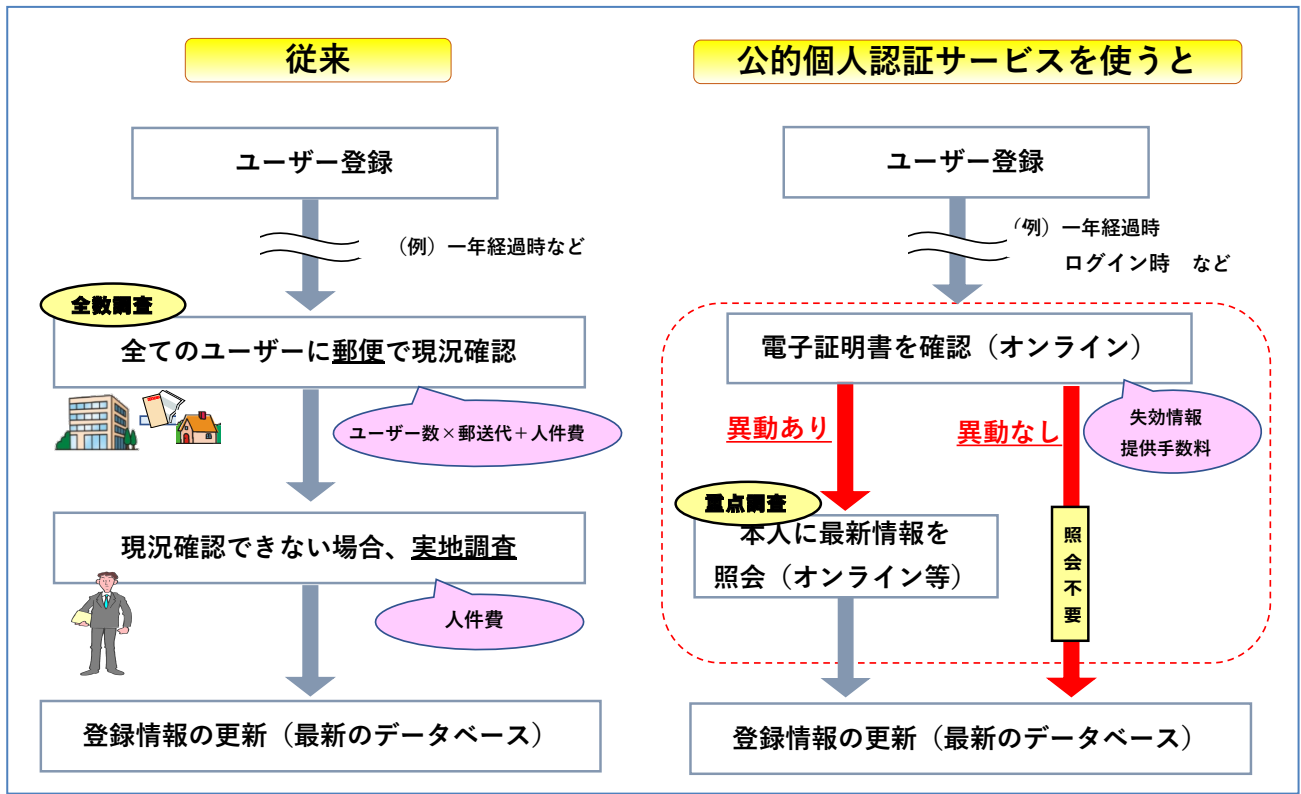 従来
ユーザー登録
（例）一年経過時など
全数調査
全てのユーザーに郵便で現況確認
ユーザー数×郵送代＋人件費
現況確認できない場合、実地調査
人件費
登録情報の更新（最新のデータベース）
公的個人認証サービスを使うと
ユーザー登録
（例）一年経過時
ログイン時　など
電子証明書を確認（オンライン）
失効情報
提供手数料
異動あり
異動なし
重点調査
本人に最新情報を
照会（オンライン等）
照会不要
登録情報の更新（最新のデータベース）